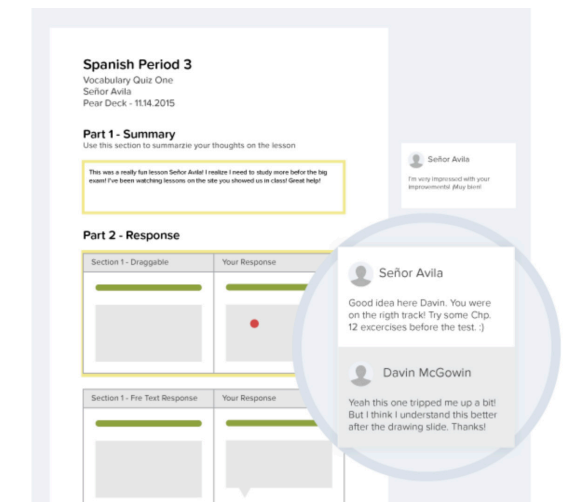 Spanish Period 3
Vocabulary Quiz One
Señor Avila
Pear Deck - 11.14.2015
Part 1 - Summary
Use this section to summarzie your thoughts on the lesson
This was a really fun lesson Señor Avila! I realize I need to study more befor the big
exam! I've been watching lessons on the site you showed us in class! Great help!
Señor Avila
I'm very impressed with your
improvements! ¡Muy bien!
Part 2 - Response
Section 1 - Draggable
Your Response
Señor Avila
Good idea here Davin. You were
on the rigth track! Try some Chp.
12 excercises before the test. :)
Davin McGowin
Yeah this one tripped me up a bit!
But I think I understand this better
after the drawing slide. Thanks!
Section 1 - Fre Text Response
Your Response